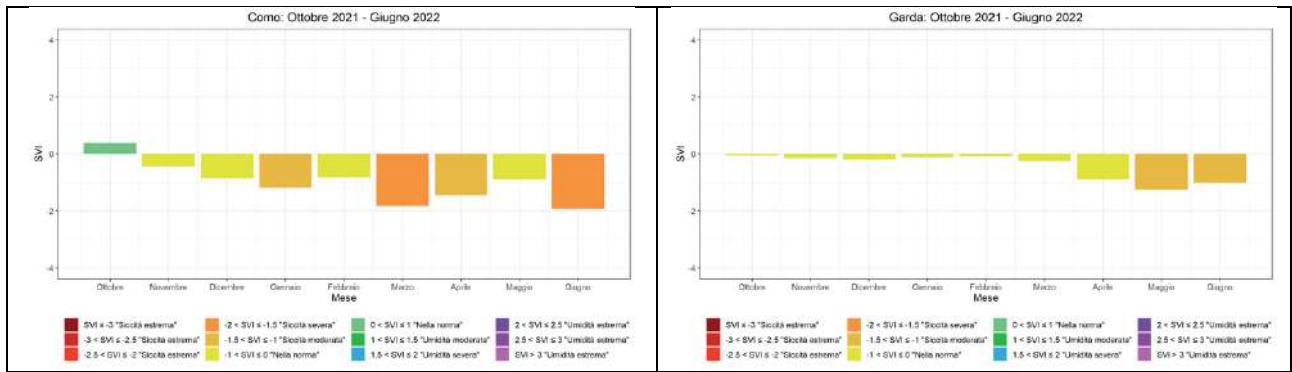 Como: Ottobre 2021 - Giugno 2022
4
2
0
-2
-4
SVI
Ottobre Novembre Dicembre Gennaio Febbraio Marzo Aprile Maggio Giugno
Mese
SVI ≤ -3 "Siccità estrema" -2 < SVI ≤ -1.5 "Siccità severa" 0 < SVI ≤ 1 "Nella norma" 2 < SVI ≤ 2.5 "Umidità estrema"
-3 < SVI ≤ -2.5 "Siccità estrema" -1.5 < SVI ≤ -1 "Siccità moderata" 1 < SVI ≤ 1.5 "Umidità moderata" 2.5 < SVI ≤ 3 "Umidità estrema"
-2.5 < SVI ≤ -2 "Siccità estrema" -1 < SVI ≤ 0 "Nella norma" 1.5 < SVI ≤ 2 "Umidità severa" SVI > 3 "Umidità estrema"
Garda: Ottobre 2021 - Giugno 2022
4
2
0
-2
-4
SVI
Ottobre Novembre Dicembre Gennaio Febbraio Marzo Aprile Maggio Giugno
Mese
SVI ≤ -3 "Siccità estrema" -2 < SVI ≤ -1.5 "Siccità severa" 0 < SVI ≤ 1 "Nella norma" 2 < SVI ≤ 2.5 "Umidità estrema"
-3 < SVI ≤ -2.5 "Siccità estrema" -1.5 < SVI ≤ -1 "Siccità moderata" 1 < SVI ≤ 1.5 "Umidità moderata" 2.5 < SVI ≤ 3 "Umidità estrema"
-2.5 < SVI ≤ -2 "Siccità estrema" -1 < SVI ≤ 0 "Nella norma" 1.5 < SVI ≤ 2 "Umidità severa" SVI > 3 "Umidità estrema"